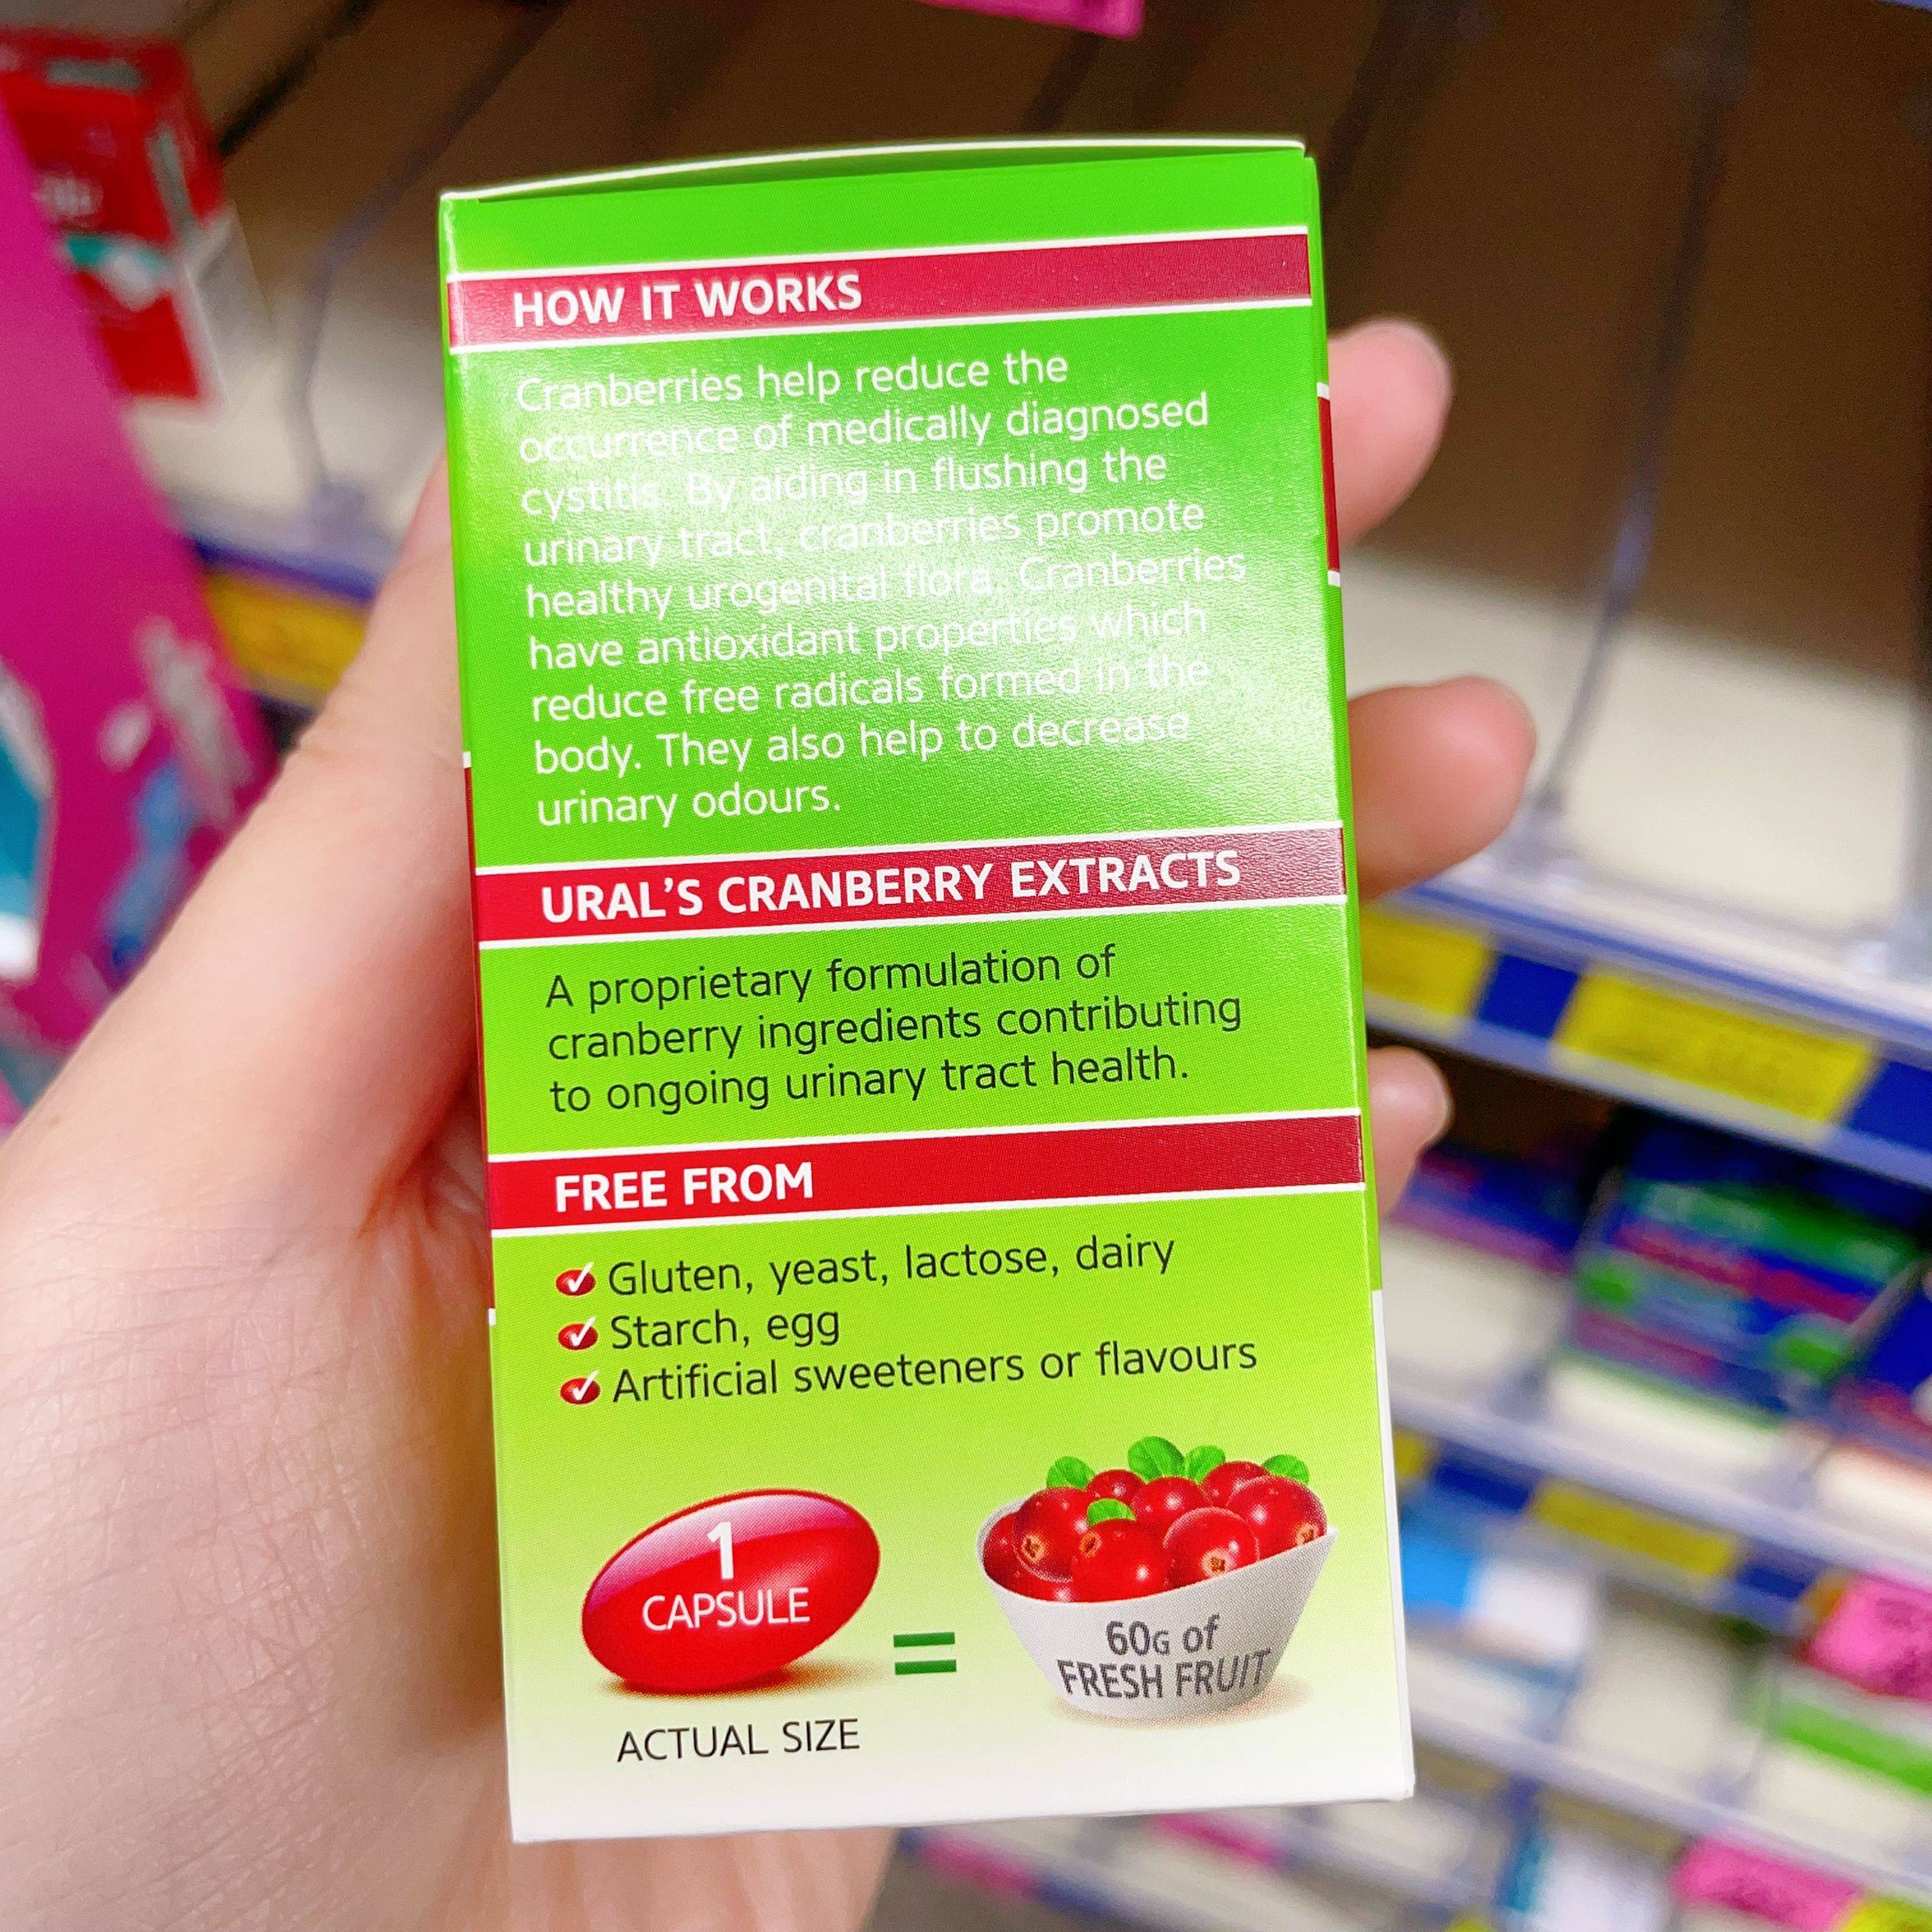 HOW IT WORKS
Cranberries help reduce the
occurrence of medically diagnosed
cystitis. By aiding in flushing the
urinary tract, cranberries promote
healthy urogenital flora. Cranberries
have antioxidant properties which
reduce free radicals formed in the
body. They also help to decrease
urinary odours.
URAL'S CRANBERRY EXTRACTS
A proprietary formulation of
cranberry ingredients contributing
to ongoing urinary tract health.
FREE FROM
Gluten, yeast, lactose, dairy
Starch, egg
Artificial sweeteners or flavours
1
CAPSULE
=
60G of
FRESH FRUIT
ACTUAL SIZE